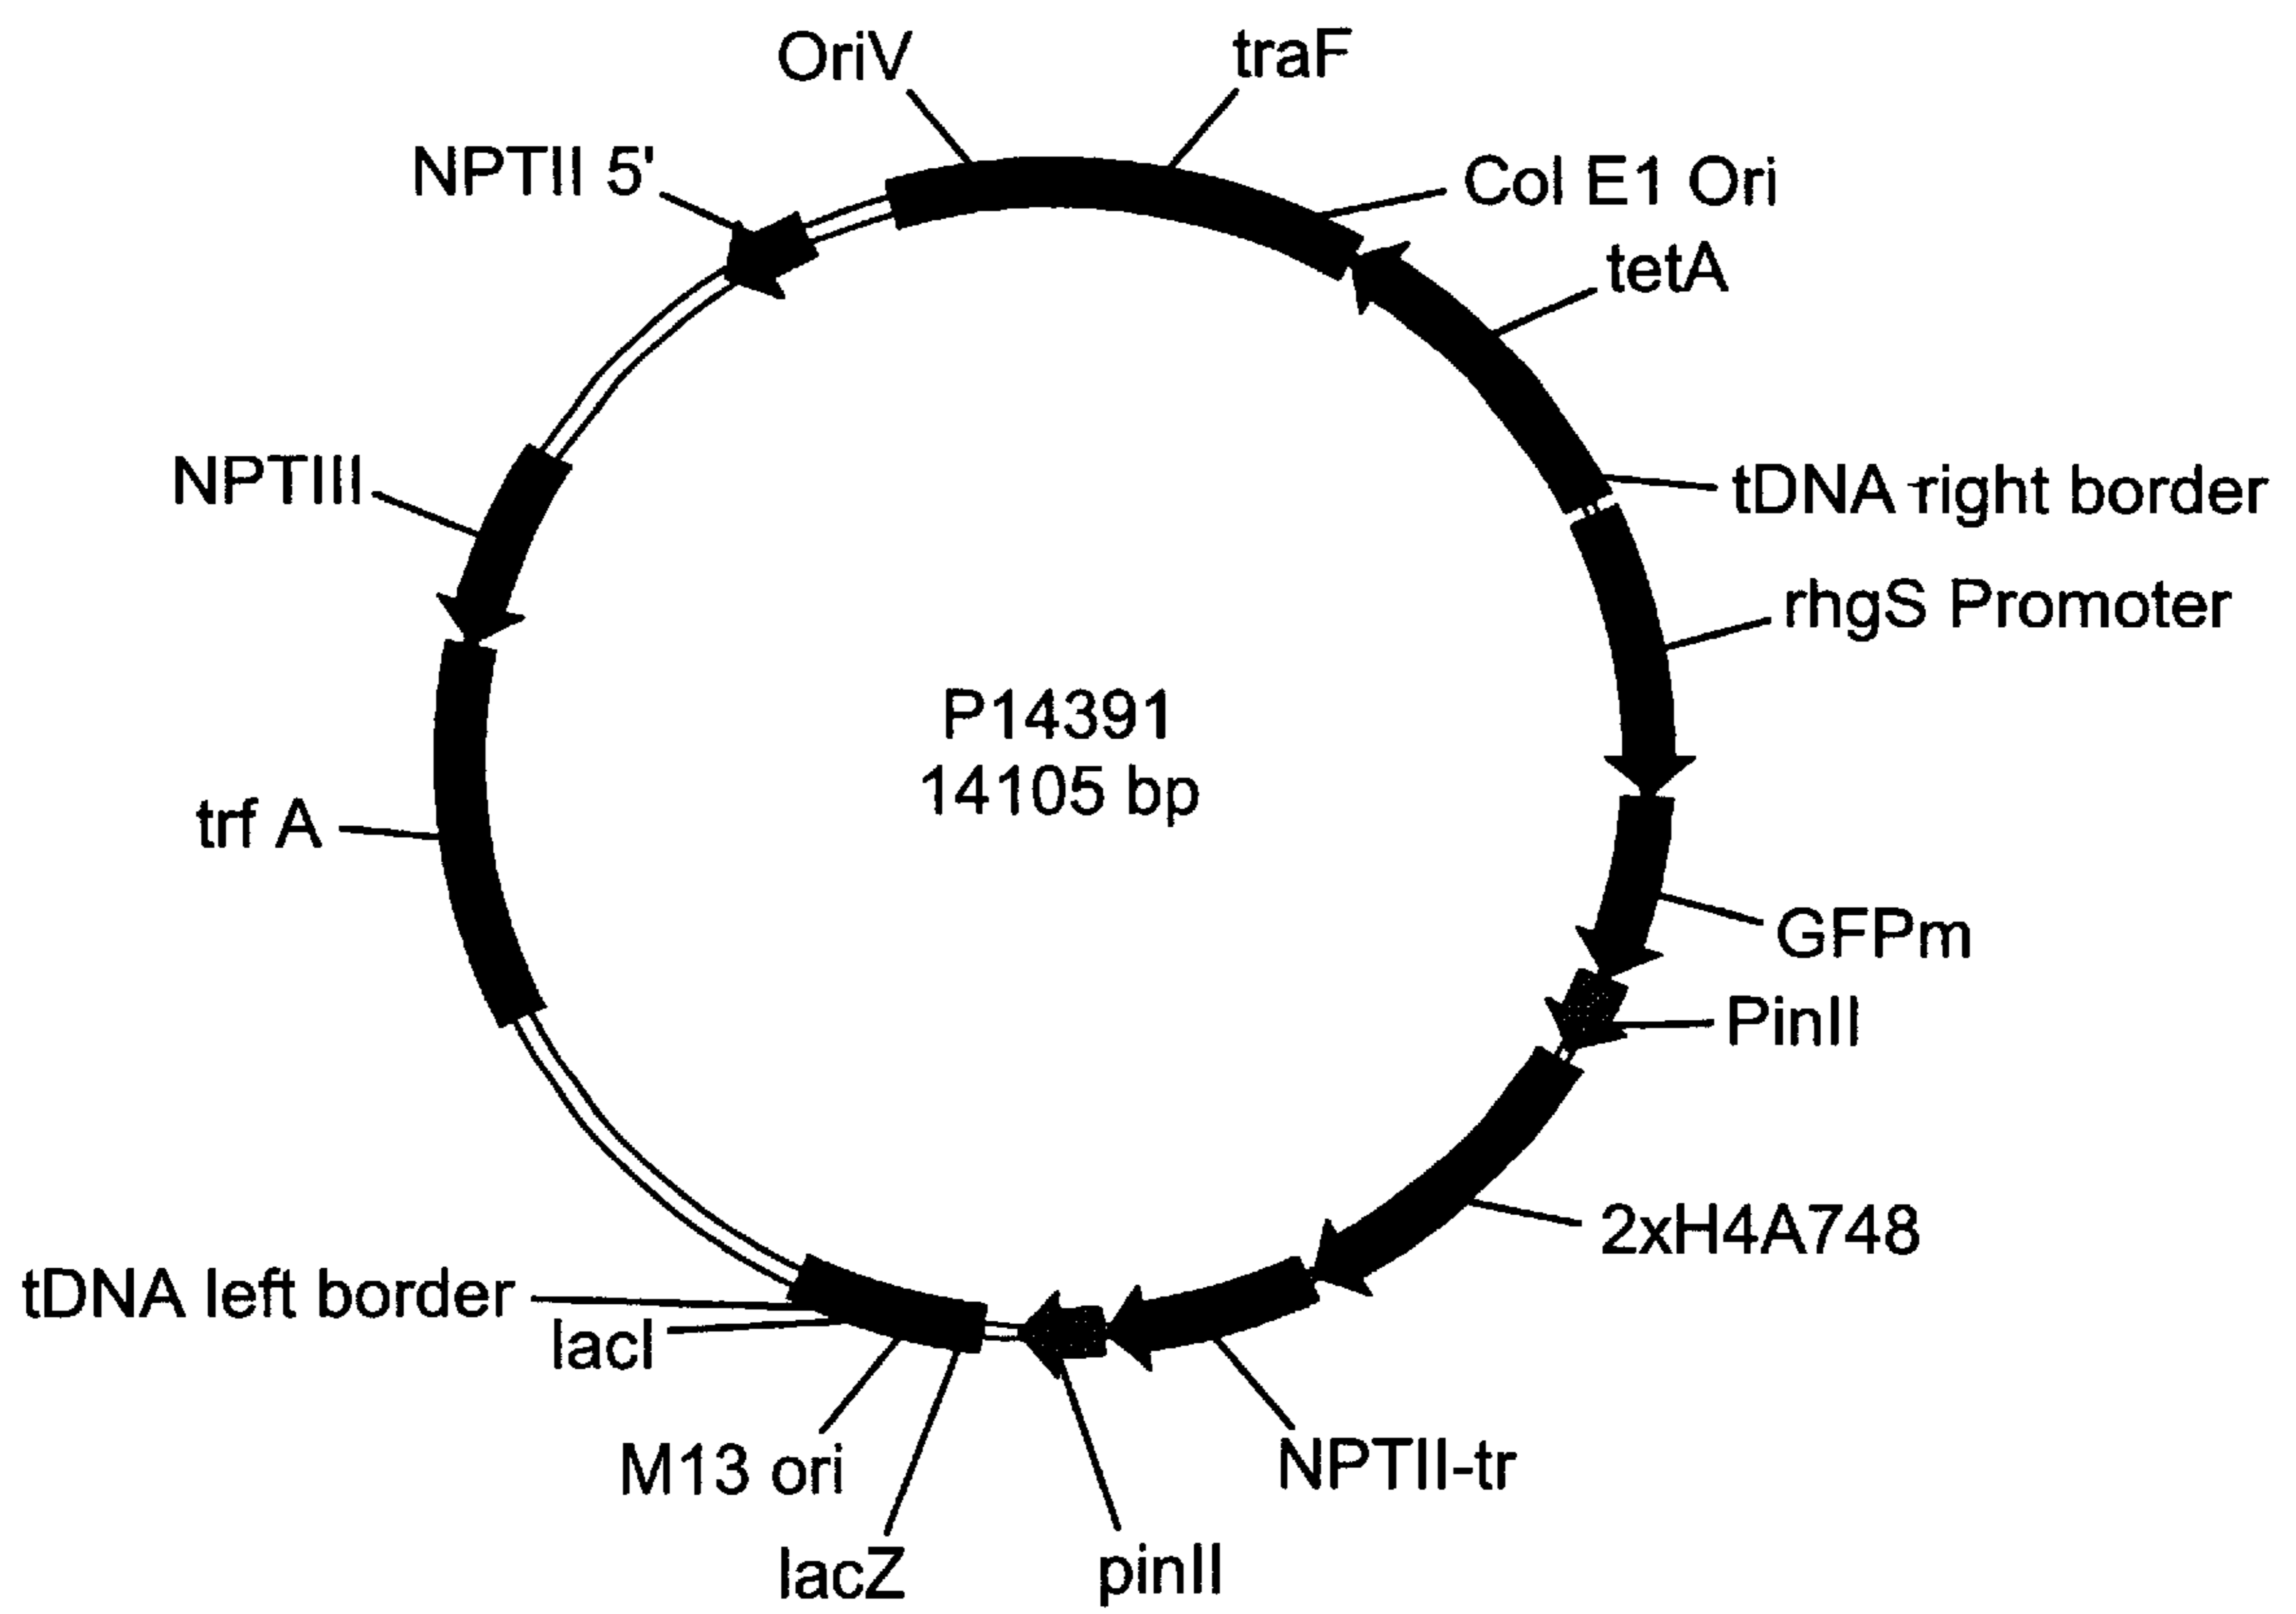 OriV
traF
NPTII 5'
Col E1 Ori
tetA
NPTIII
tDNA right border
rhgS Promoter
P14391
14105 bp
trf A
GFPm
PinII
2xH4A748
tDNA left border
lacI
M13 ori
NPTII-tr
lacZ
pinII